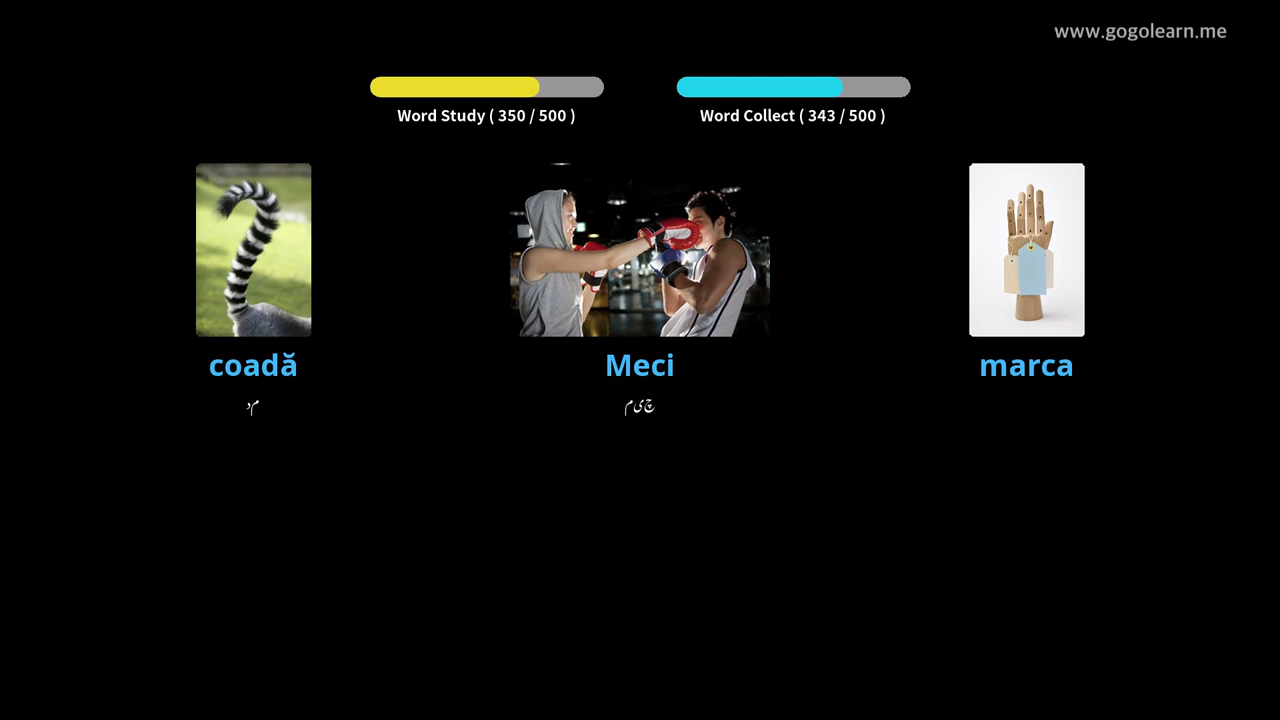 www.gogolearn.me
Word Study ( 350 / 500 )
Word Collect ( 343 / 500 )
coadă
دم
Meci
میچ
marca